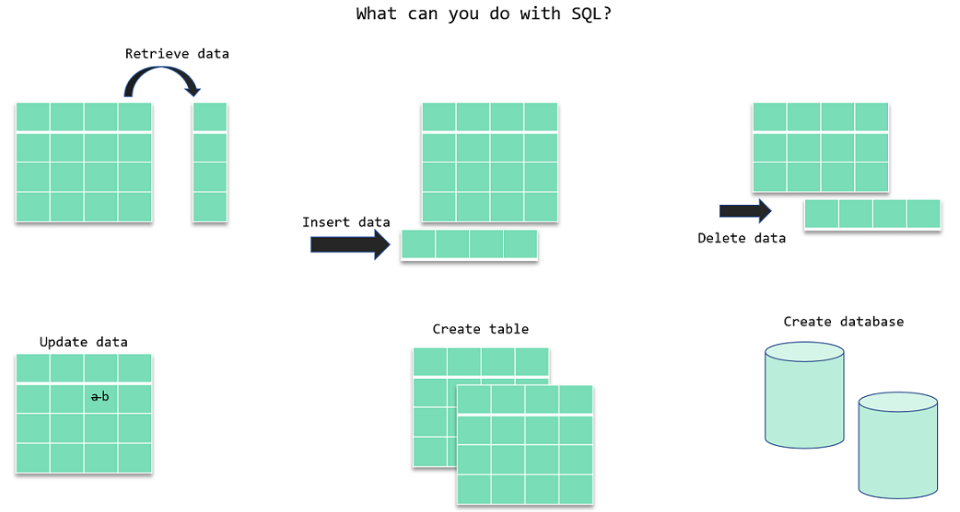 What can you do with SQL?
Retrieve data
Insert data
Delete data
Update data
a b
Create table
Create database